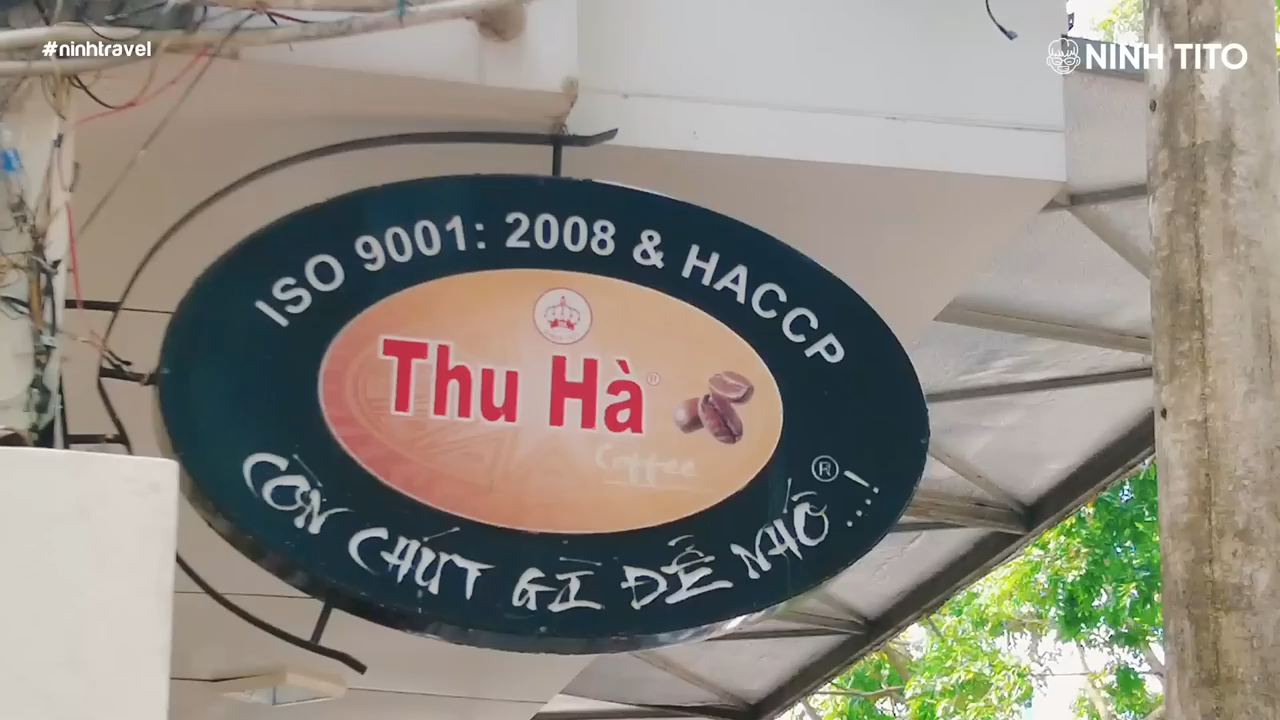 #ninhtravel
NINH TITO
ISO 9001: 2008 & HACCP
Thu Hà®
Coffee
CÒN CHÚT GÌ ĐỂ NHỚ®...!